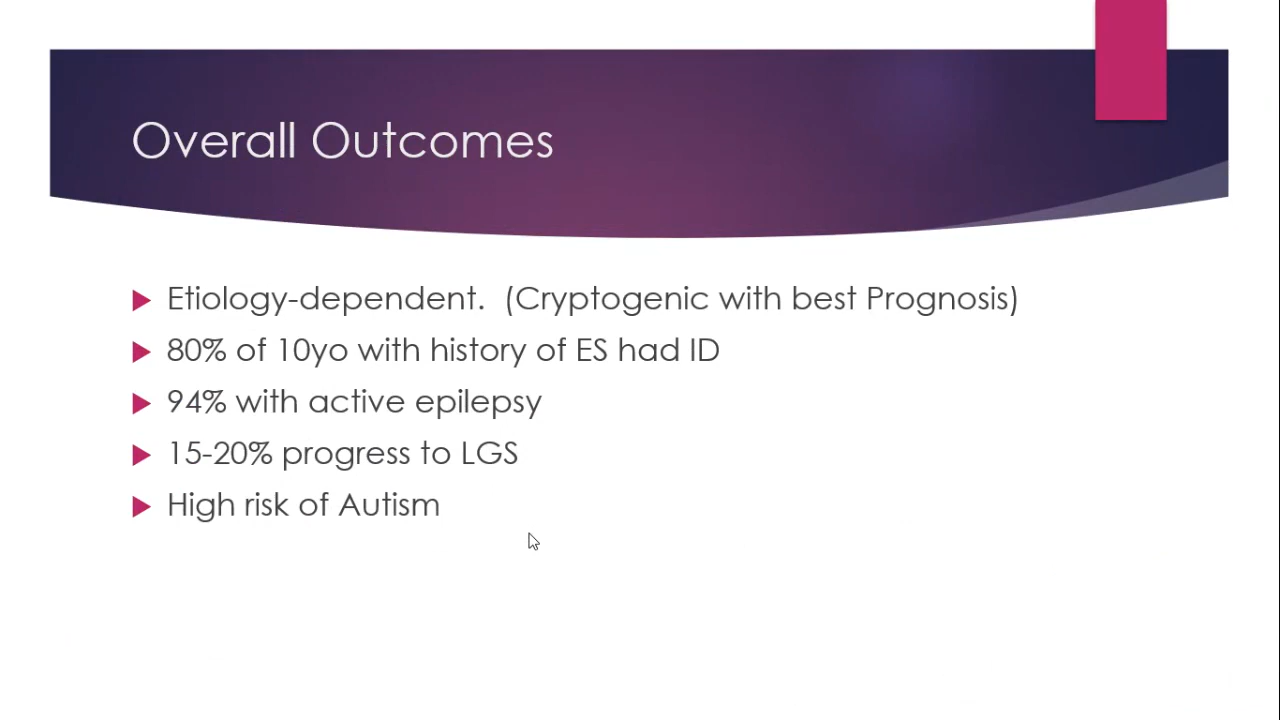 Overall Outcomes
Etiology-dependent.  (Cryptogenic with best Prognosis)
80% of 10yo with history of ES had ID
94% with active epilepsy
15-20% progress to LGS
High risk of Autism